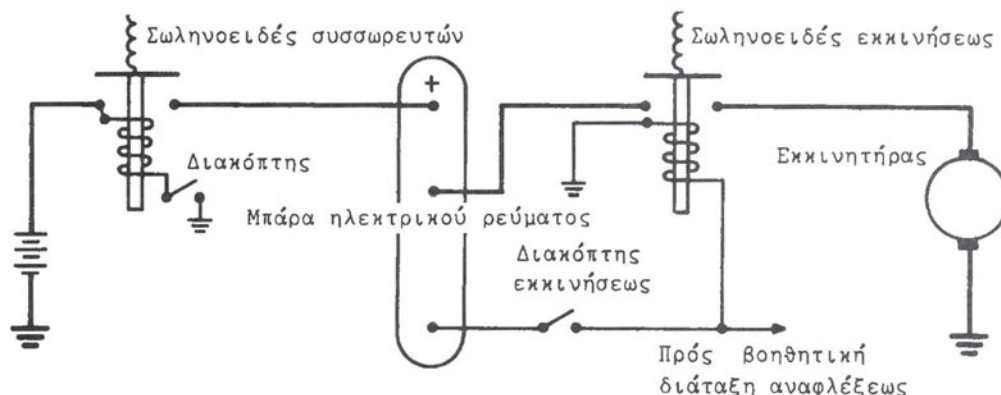 Σωληνοειδές συσσωρευτών
Σωληνοειδές εκκινήσεως
+
Διακόπτης
Εκκινητήρας
Μπάρα ηλεκτρικού ρεύματος
Διακόπτης
εκκινήσεως
Πρός βοηθητική
διάταξη αναφλέξεως